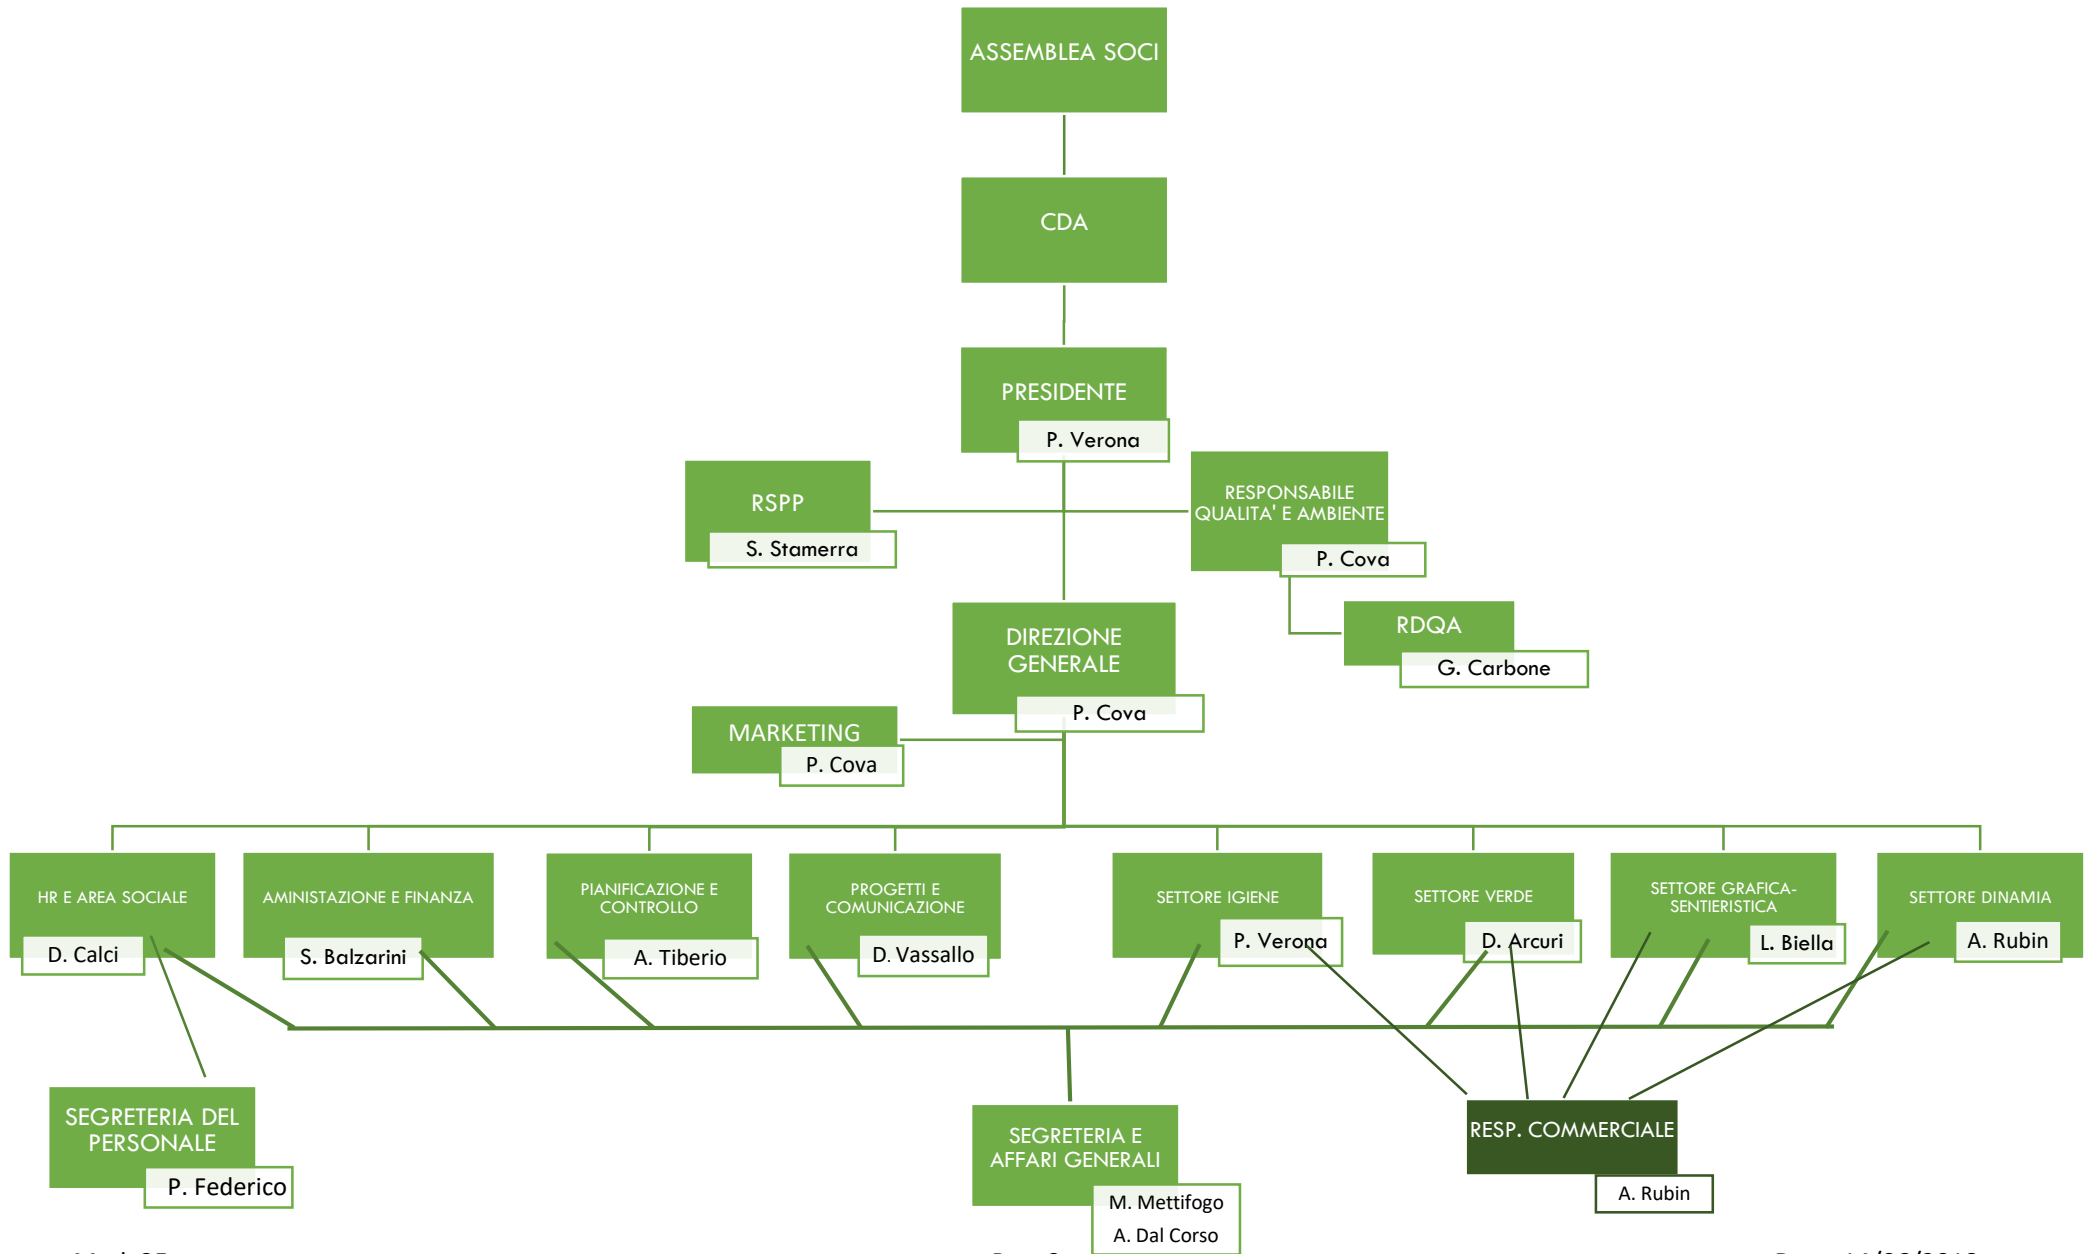 ASSEMBLEA SOCI
CDA
PRESIDENTE
P. Verona
RSPP
S. Stamerra
RESPONSABILE
QUALITA' E AMBIENTE
P. Cova
RDQA
G. Carbone
DIREZIONE
GENERALE
P. Cova
MARKETING
P. Cova
HR E AREA SOCIALE
D. Calci
AMINISTAZIONE E FINANZA
S. Balzarini
PIANIFICAZIONE E
CONTROLLO
A. Tiberio
PROGETTI E
COMUNICAZIONE
D. Vassallo
SETTORE IGIENE
P. Verona
SETTORE VERDE
D. Arcuri
SETTORE GRAFICA-
SENTIERISTICA
L. Biella
SETTORE DINAMIA
A. Rubin
SEGRETERIA DEL
PERSONALE
P. Federico
SEGRETERIA E
AFFARI GENERALI
M. Mettifogo
A. Dal Corso
RESP. COMMERCIALE
A. Rubin